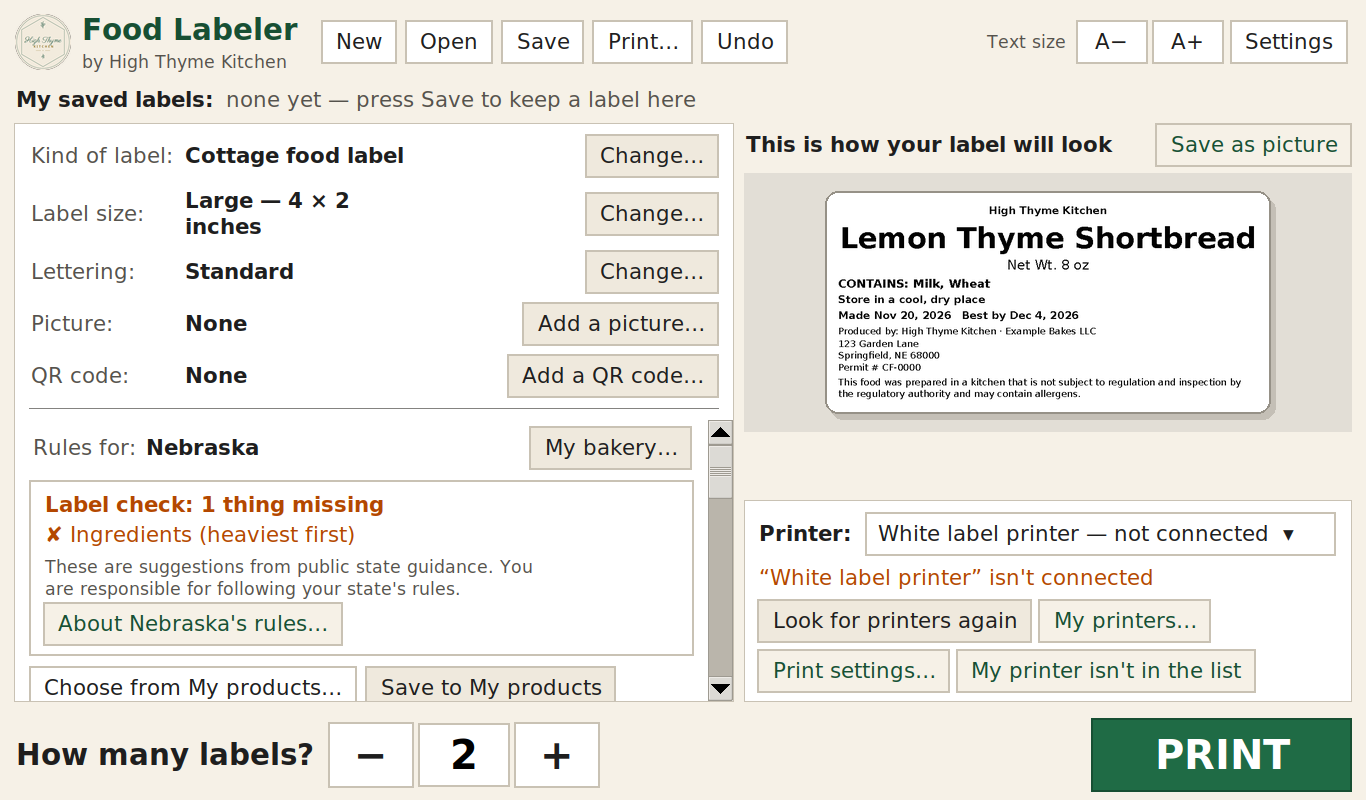 High Thyme
KITCHEN
Food Labeler
by High Thyme Kitchen
New
Open
Save
Print...
Undo
Text size
A−
A+
Settings
My saved labels: none yet — press Save to keep a label here
Kind of label: Cottage food label
Change...
Label size: Large — 4 × 2
inches
Change...
Lettering: Standard
Change...
Picture: None
Add a picture...
QR code: None
Add a QR code...
Rules for: Nebraska
My bakery...
Label check: 1 thing missing
✘ Ingredients (heaviest first)
These are suggestions from public state guidance. You
are responsible for following your state's rules.
About Nebraska's rules...
Choose from My products...
Save to My products
This is how your label will look
Save as picture
High Thyme Kitchen
Lemon Thyme Shortbread
Net Wt. 8 oz
CONTAINS: Milk, Wheat
Store in a cool, dry place
Made Nov 20, 2026 Best by Dec 4, 2026
Produced by: High Thyme Kitchen · Example Bakes LLC
123 Garden Lane
Springfield, NE 68000
Permit # CF-0000
This food was prepared in a kitchen that is not subject to regulation and inspection by
the regulatory authority and may contain allergens.
Printer: White label printer — not connected ▾
“White label printer” isn't connected
Look for printers again
My printers...
Print settings...
My printer isn't in the list
How many labels?
−
2
+
PRINT